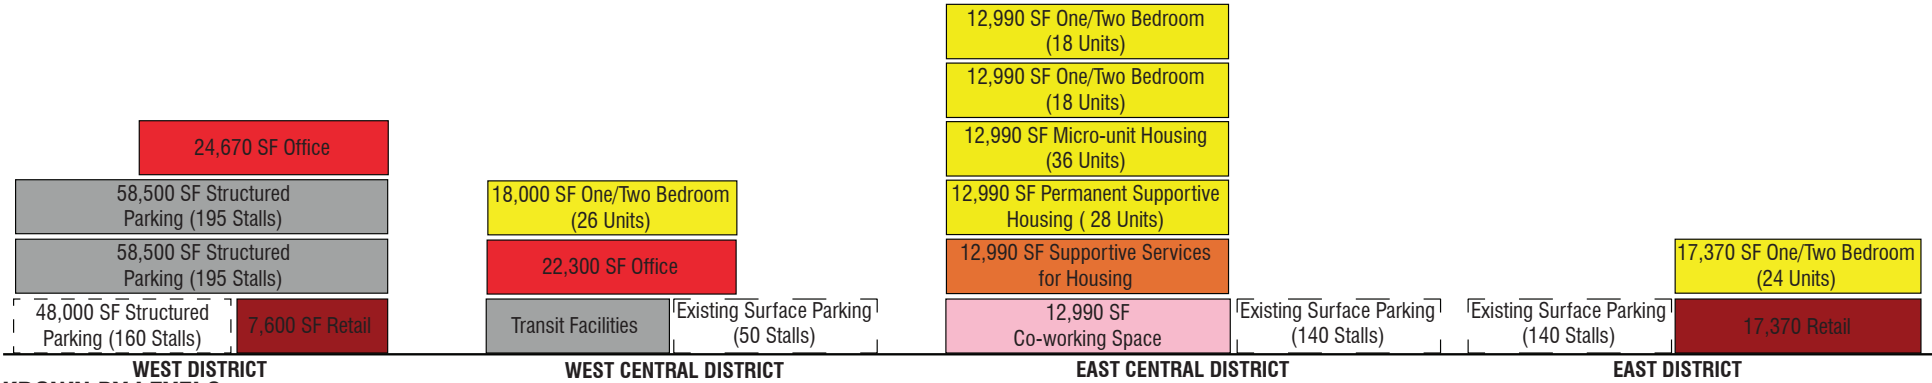 24,670 SF Office
58,500 SF Structured
Parking (195 Stalls)
58,500 SF Structured
Parking (195 Stalls)
48,000 SF Structured
Parking (160 Stalls)
7,600 SF Retail
WEST DISTRICT
18,000 SF One/Two Bedroom
(26 Units)
22,300 SF Office
Transit Facilities
Existing Surface Parking
(50 Stalls)
WEST CENTRAL DISTRICT
12,990 SF One/Two Bedroom
(18 Units)
12,990 SF One/Two Bedroom
(18 Units)
12,990 SF Micro-unit Housing
(36 Units)
12,990 SF Permanent Supportive
Housing ( 28 Units)
12,990 SF Supportive Services
for Housing
12,990 SF
Co-working Space
Existing Surface Parking
(140 Stalls)
EAST CENTRAL DISTRICT
Existing Surface Parking
(140 Stalls)
17,370 SF One/Two Bedroom
(24 Units)
17,370 Retail
EAST DISTRICT